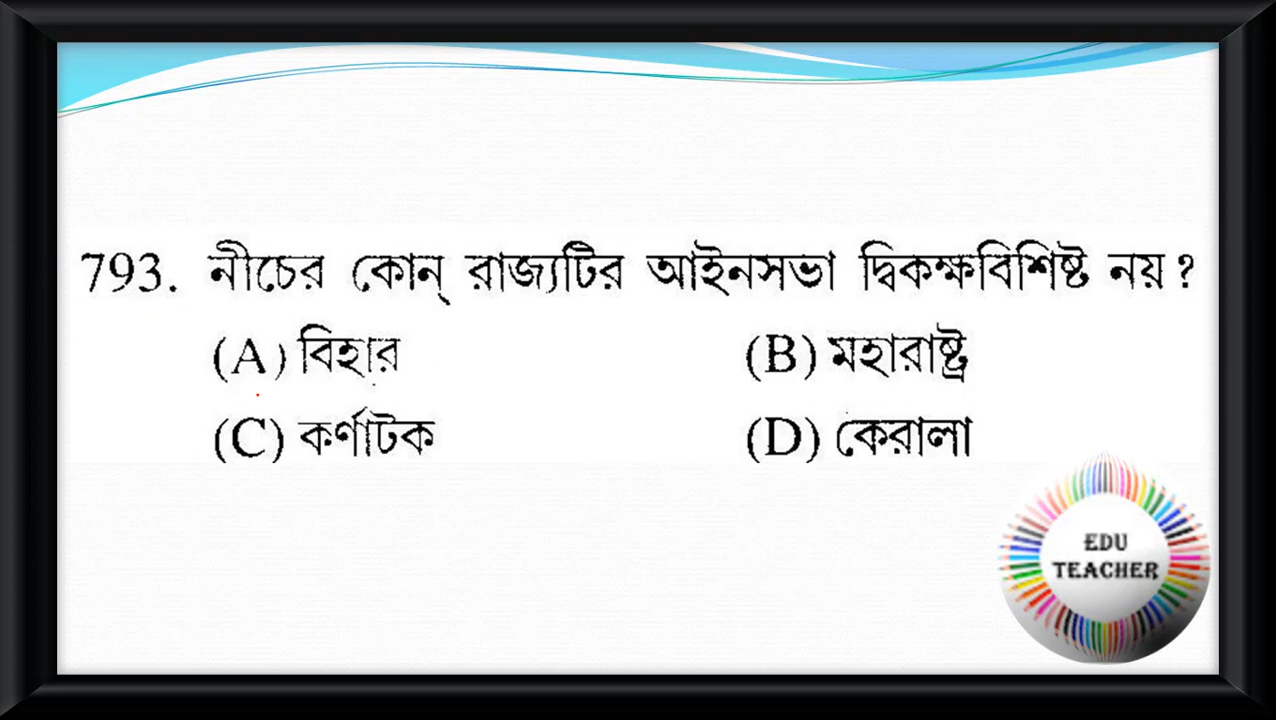 793. নীচের কোন্ রাজ্যটির আইনসভা দ্বিকক্ষবিশিষ্ট নয় ?
(A) বিহার (B) মহারাষ্ট্র
(C) কর্ণাটক (D) কেরালা
EDU
TEACHER